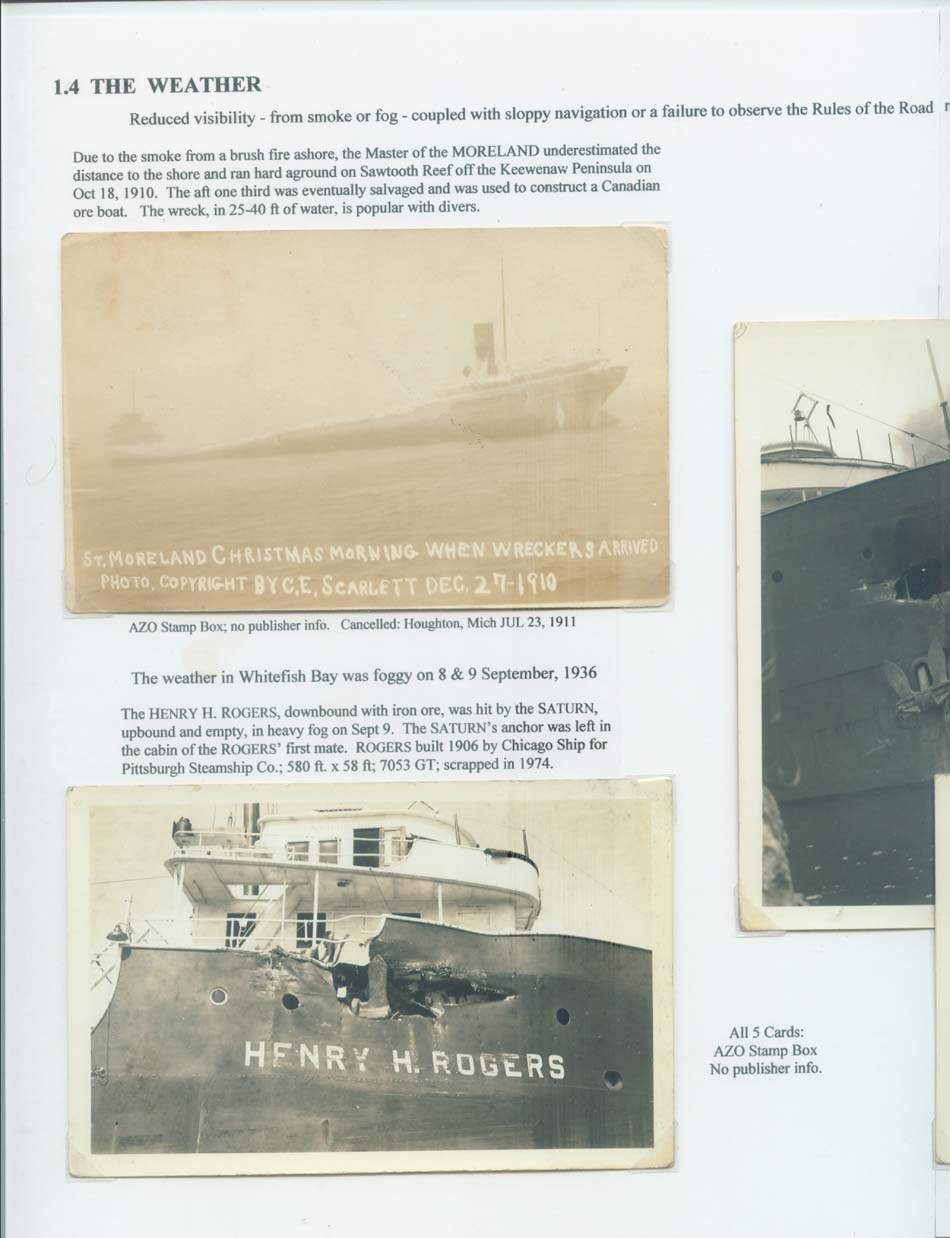 1.4 THE WEATHER
Reduced visibility - from smoke or fog - coupled with sloppy navigation or a failure to observe the Rules of the Road
Due to the smoke from a brush fire ashore, the Master of the MORELAND underestimated the
distance to the shore and ran hard aground on Sawtooth Reef off the Keewenaw Peninsula on
Oct 18, 1910. The aft one third was eventually salvaged and was used to construct a Canadian
ore boat. The wreck, in 25-40 ft of water, is popular with divers.
ST. MORELAND CHRISTMAS MORNING WHEN WRECKERS ARRIVED
PHOTO. COPYRIGHT BY C.E. SCARLETT DEC. 27-1910
AZO Stamp Box; no publisher info. Cancelled: Houghton, Mich JUL 23, 1911
The weather in Whitefish Bay was foggy on 8 & 9 September, 1936
The HENRY H. ROGERS, downbound with iron ore, was hit by the SATURN,
upbound and empty, in heavy fog on Sept 9. The SATURN's anchor was left in
the cabin of the ROGERS' first mate. ROGERS built 1906 by Chicago Ship for
Pittsburgh Steamship Co.; 580 ft. x 58 ft; 7053 GT; scrapped in 1974.
HENRY H. ROGERS
All 5 Cards:
AZO Stamp Box
No publisher info.